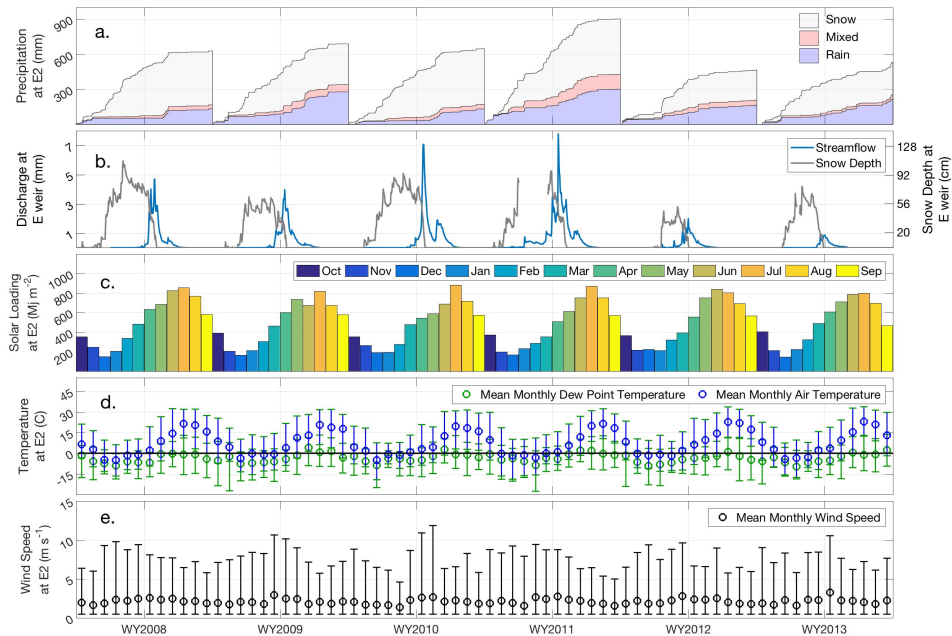 a.
Precipitation
at E2 (mm)
900
600
300
Snow
Mixed
Rain
b.
Discharge at
E weir (mm)
7
5
3
1
Streamflow
Snow Depth
128
92
56
20
Snow Depth at
E weir (cm)
c.
Solar Loading
at E2 (Mj m-2)
1000
800
600
400
200
Oct Nov Dec Jan Feb Mar Apr May Jun Jul Aug Sep
d.
Temperature
at E2 (C)
45
30
15
0
-15
Mean Monthly Dew Point Temperature Mean Monthly Air Temperature
e.
Wind Speed
at E2 (m s-1)
15
10
5
0
Mean Monthly Wind Speed
WY2008 WY2009 WY2010 WY2011 WY2012 WY2013